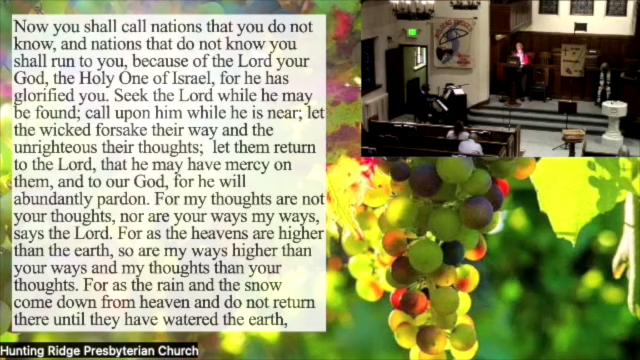 Now you shall call nations that you do not
know, and nations that do not know you
shall run to you, because of the Lord your
God, the Holy One of Israel, for he has
glorified you. Seek the Lord while he may
be found; call upon him while he is near; let
the wicked forsake their way and the
unrighteous their thoughts; let them return
to the Lord, that he may have mercy on
them, and to our God, for he will
abundantly pardon. For my thoughts are not
your thoughts, nor are your ways my ways,
says the Lord. For as the heavens are higher
than the earth, so are my ways higher than
your ways and my thoughts than your
thoughts. For as the rain and the snow
come down from heaven and do not return
there until they have watered the earth,
Hunting Ridge Presbyterian Church